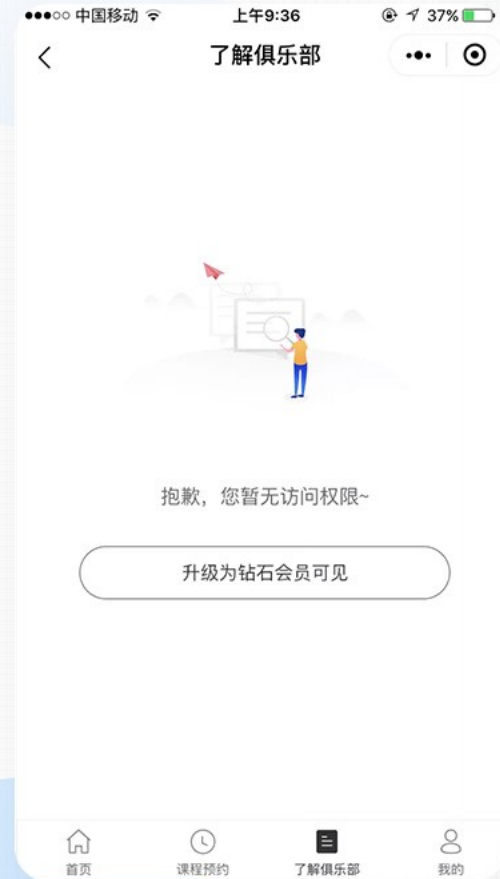 中国移动 上午9:36 37%
了解俱乐部
抱歉，您暂无访问权限~
升级为钻石会员可见
首页 课程预约 了解俱乐部 我的